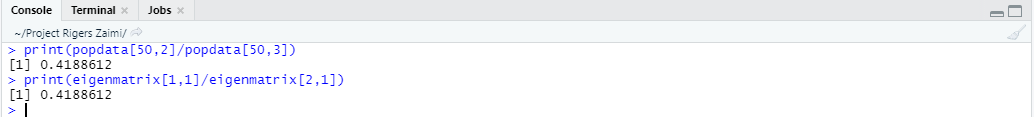 Console Terminal × Jobs ×
~/Project Rigers Zaimi/
> print(popdata[50,2]/popdata[50,3])
[1] 0.4188612
> print(eigenmatrix[1,1]/eigenmatrix[2,1])
[1] 0.4188612
>